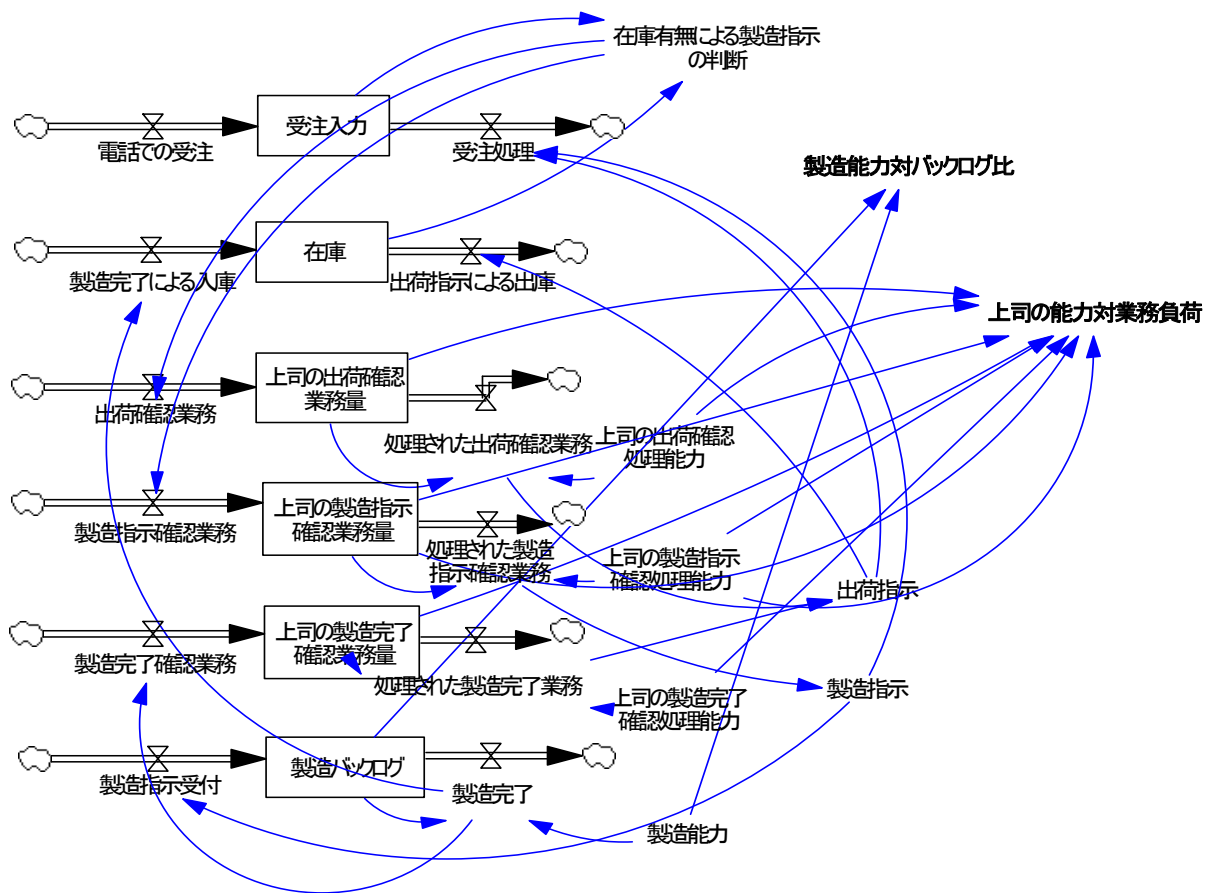 在庫有無による製造指示
の判断
受注入力
電話での受注
受注処理
製造能力対バックログ比
在庫
製造完了による入庫
出荷指示による出庫
上司の能力対業務負荷
上司の出荷確認
業務量
出荷確認業務
処理された出荷確認業務
上司の出荷確認
処理能力
上司の製造指示
確認業務量
製造指示確認業務
処理された製造
指示確認業務
上司の製造指示
確認処理能力
出荷指示
上司の製造完了
確認業務量
製造完了確認業務
処理された製造完了業務
上司の製造完了
確認処理能力
製造指示
製造バックログ
製造指示受付
製造完了
製造能力